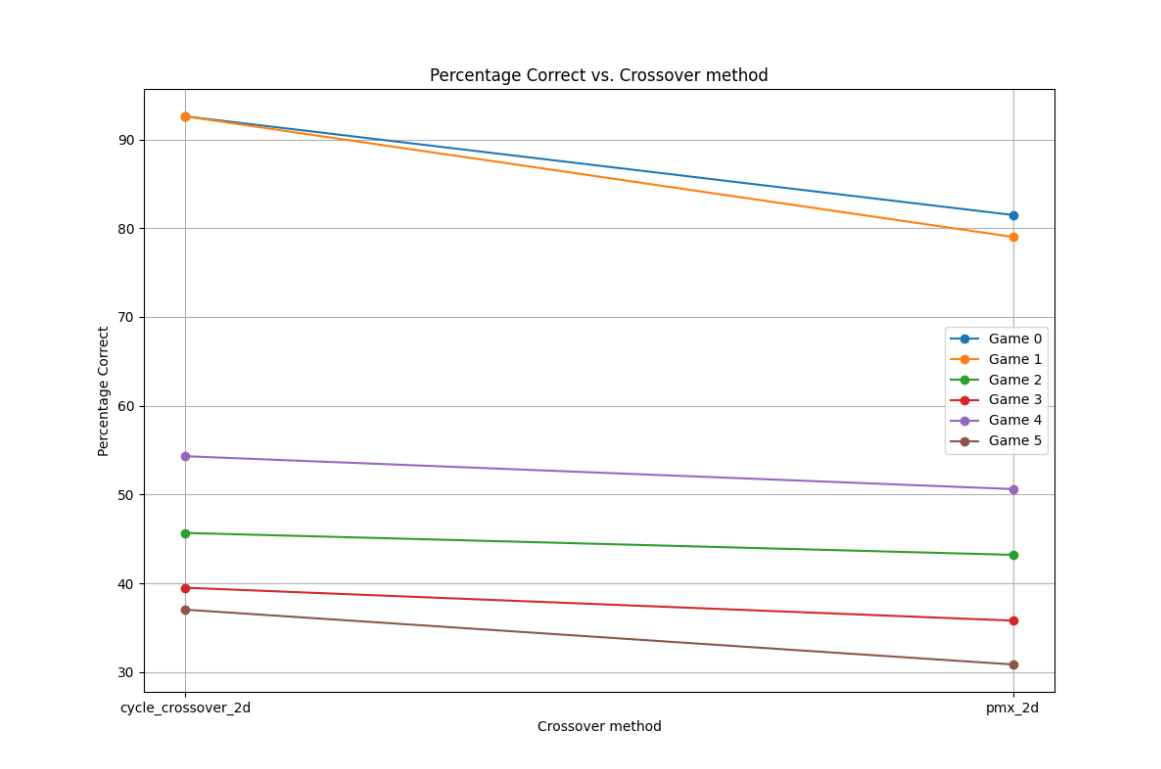 Percentage Correct vs. Crossover method
Percentage Correct
90
80
70
60
50
40
30
Game 0
Game 1
Game 2
Game 3
Game 4
Game 5
cycle_crossover_2d
pmx_2d
Crossover method